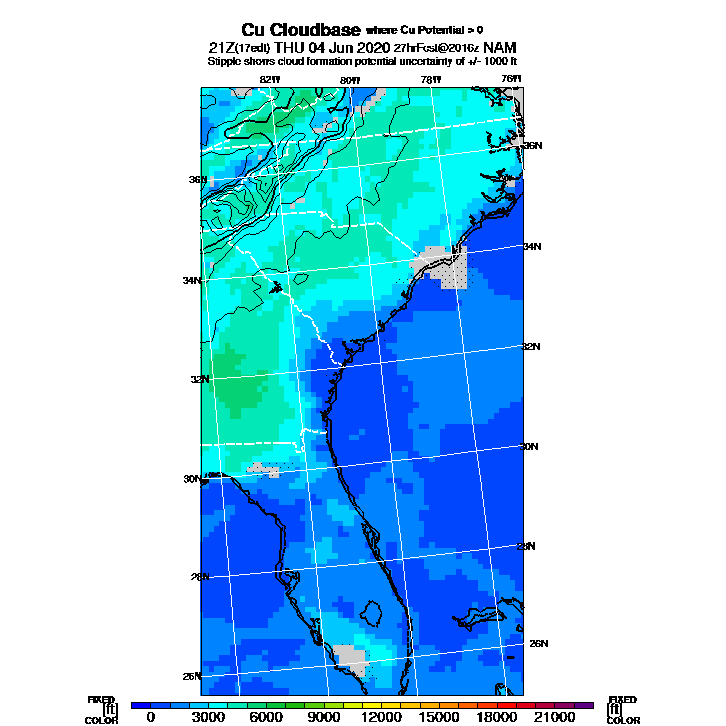 Cu Cloudbase where Cu Potential > 0
21Z(17edt) THU 04 Jun 2020 27hrFcst@2016z NAM
Stipple shows cloud formation potential uncertainty of +/- 1000 ft
82W 80W 78W 76W
36N 36N
34N 34N
32N 32N
30N 30N
28N 28N
26N 26N
FIXED [ft] COLOR
0 3000 6000 9000 12000 15000 18000 21000
FIXED [ft] COLOR